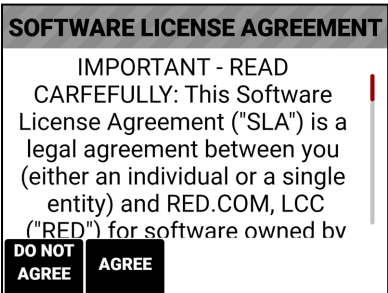 SOFTWARE LICENSE AGREEMENT
IMPORTANT - READ
CARFEFULLY: This Software
License Agreement ("SLA") is a
legal agreement between you
(either an individual or a single
entity) and RED.COM, LCC
("RED") for software owned by
DO NOT
AGREE
AGREE